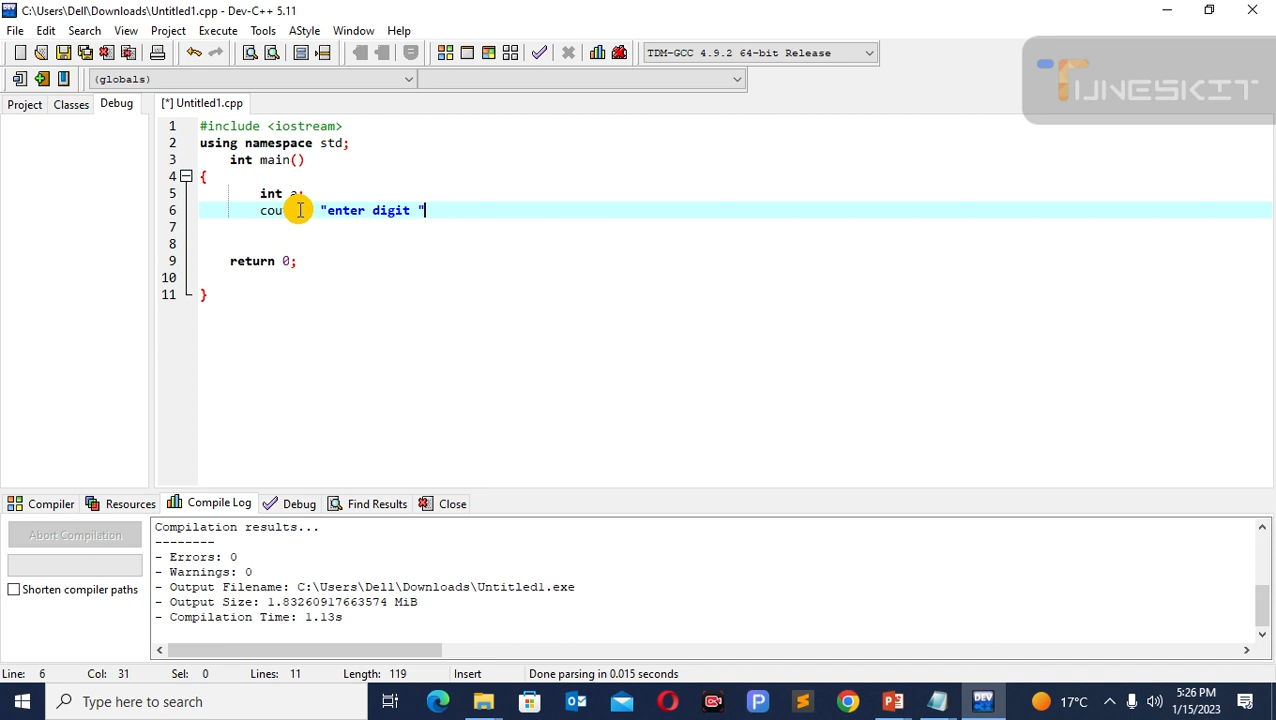 C:\Users\Dell\Downloads\Untitled1.cpp - Dev-C++ 5.11
File Edit Search View Project Execute Tools AStyle Window Help
TDM-GCC 4.9.2 64-bit Release
TUNESKIT
(globals)
Project Classes Debug [*] Untitled1.cpp
1 #include <iostream>
2 using namespace std;
3 int main()
4 {
5 int a;
6 cou "enter digit "
7
8
9 return 0;
10
11 }
Compiler Resources Compile Log Debug Find Results Close
Abort Compilation
Shorten compiler paths
Compilation results...
--------
- Errors: 0
- Warnings: 0
- Output Filename: C:\Users\Dell\Downloads\Untitled1.exe
- Output Size: 1.83260917663574 MiB
- Compilation Time: 1.13s
Line: 6 Col: 31 Sel: 0 Lines: 11 Length: 119 Insert Done parsing in 0.015 seconds
Type here to search
DEV
17°C
5:26 PM
1/15/2023